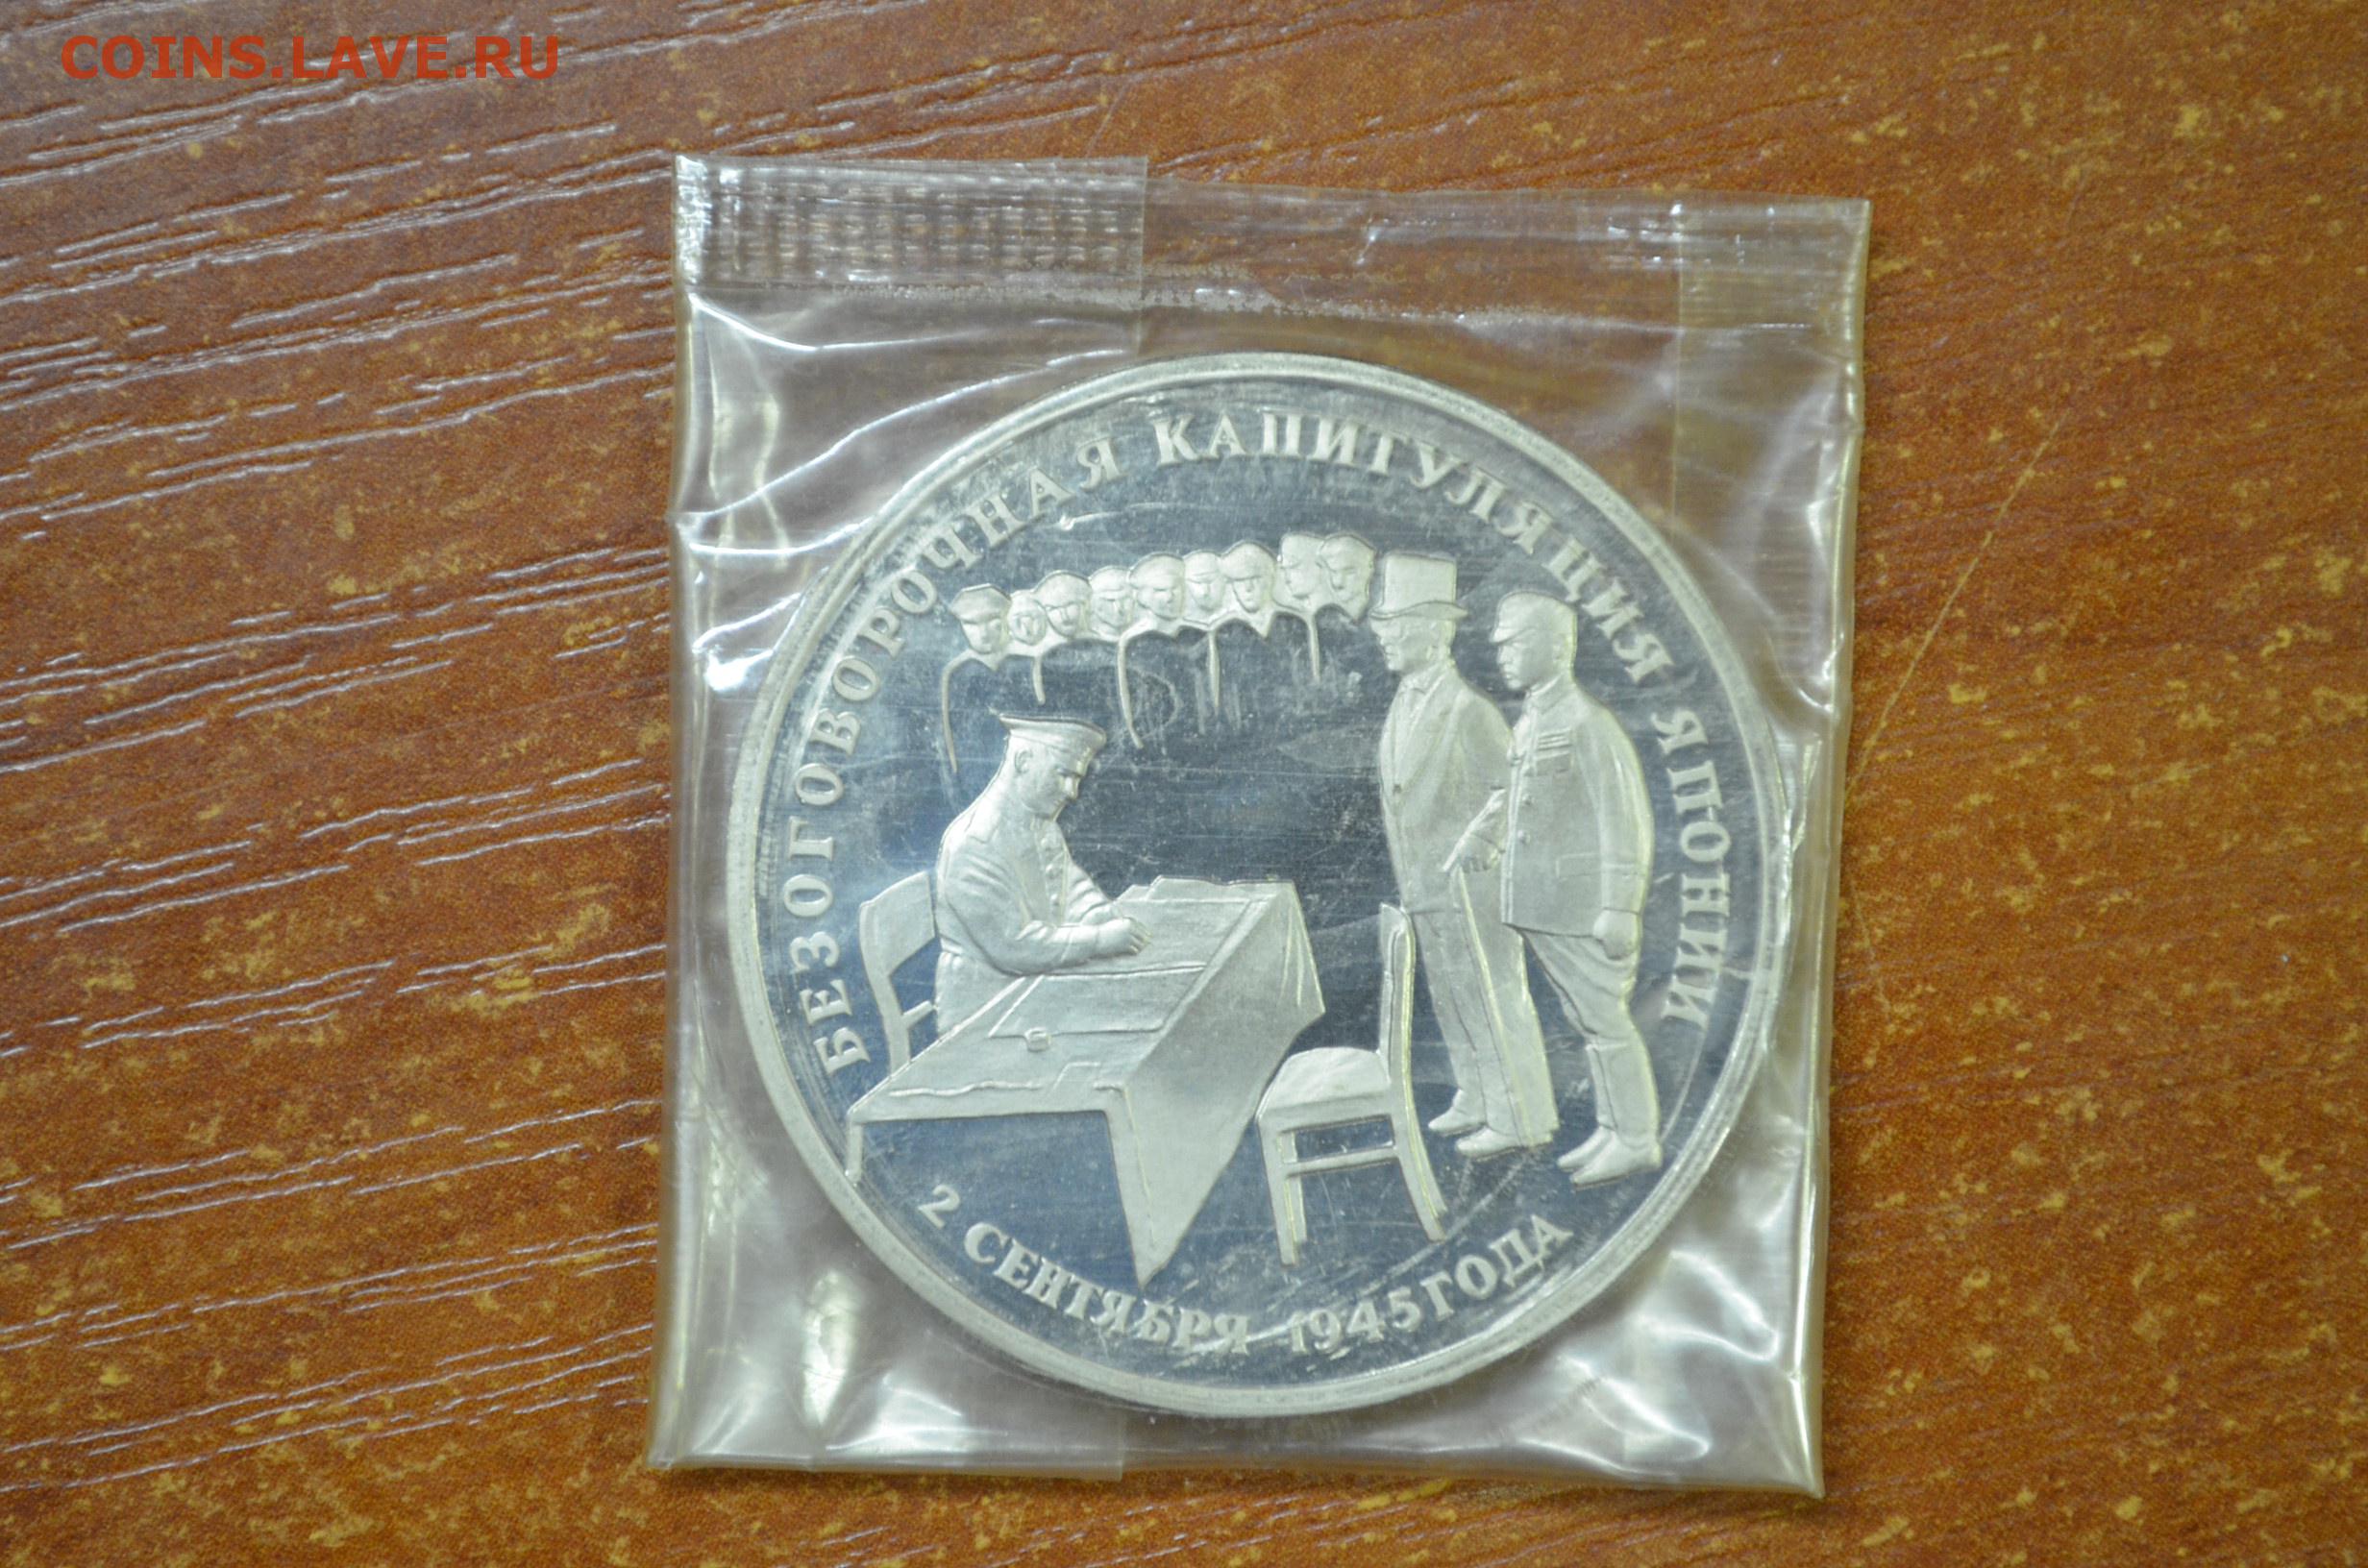 COINS.LAVE.RU
БЕЗОГОВОРОЧНАЯ КАПИТУЛЯЦИЯ ЯПОНИИ
2 СЕНТЯБРЯ 1945 ГОДА